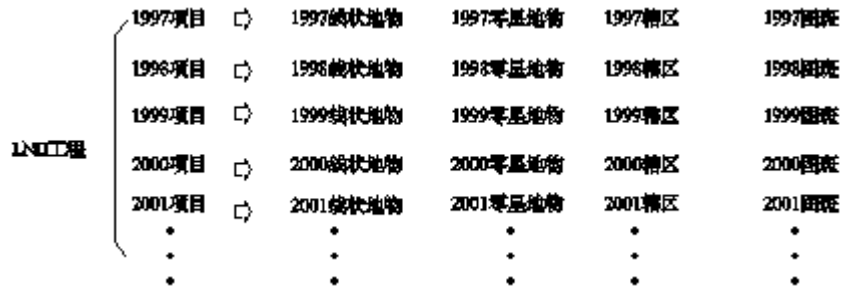 1997项目 1997线状地物 1997零星地物 1997辖区 1997图斑
1998项目 1998线状地物 1998零星地物 1998辖区 1998图斑
1999项目 1999线状地物 1999零星地物 1999辖区 1999图斑
工程
2000项目 2000线状地物 2000零星地物 2000辖区 2000图斑
2001项目 2001线状地物 2001零星地物 2001辖区 2001图斑